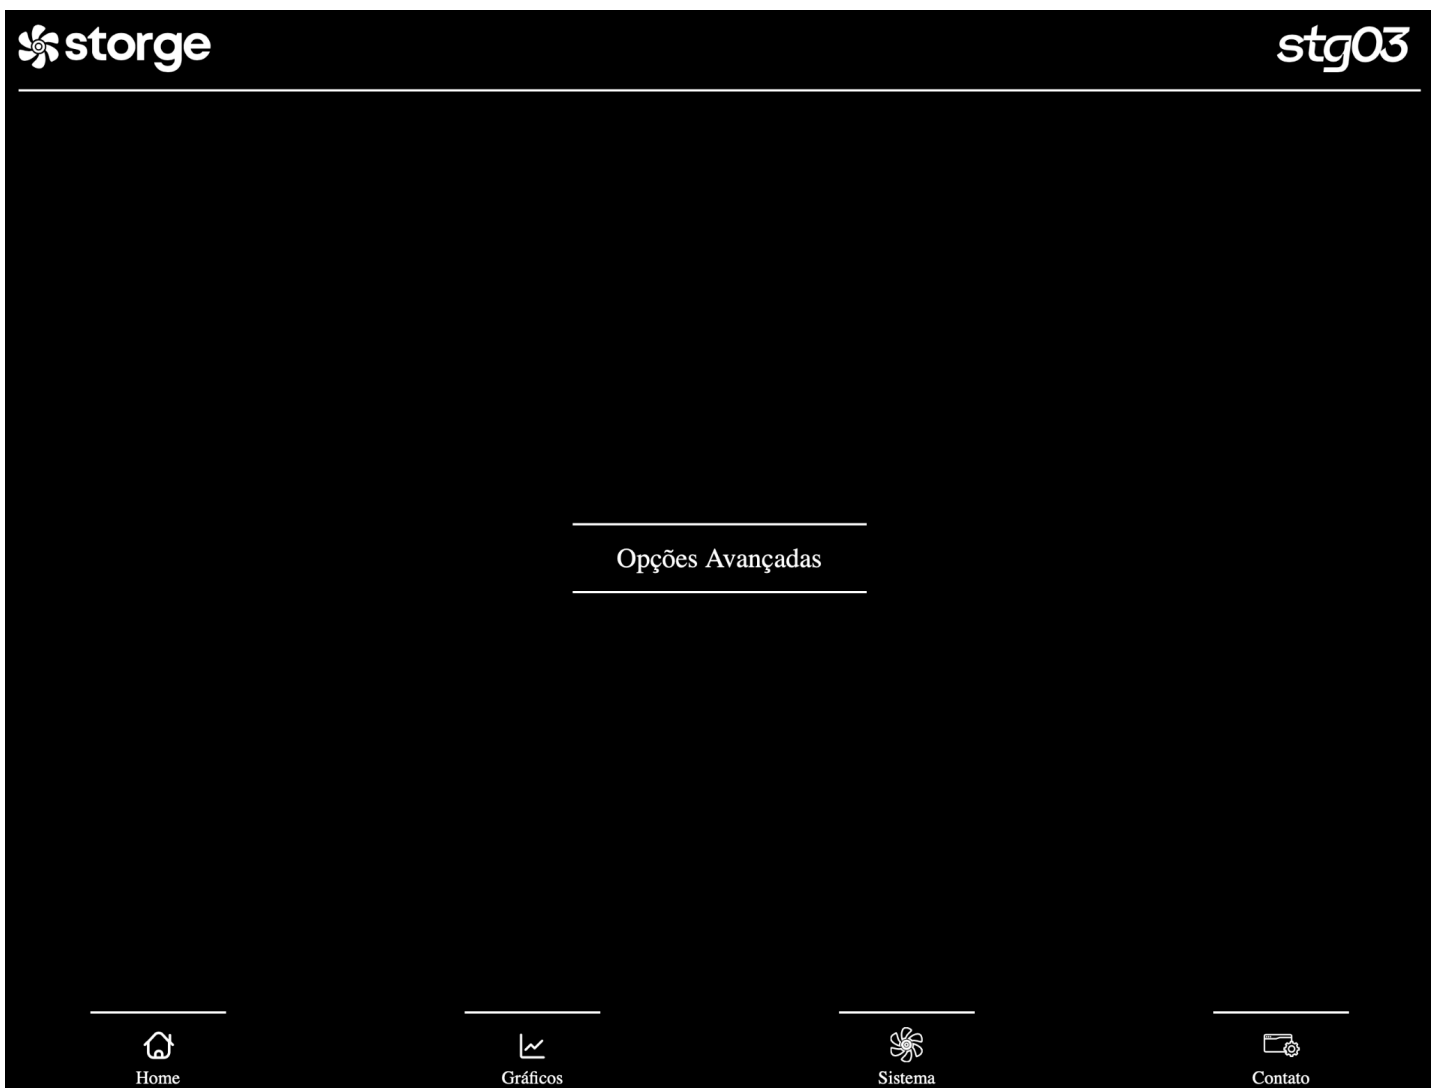 storge
stg03
Opções Avançadas
Home
Gráficos
Sistema
Contato